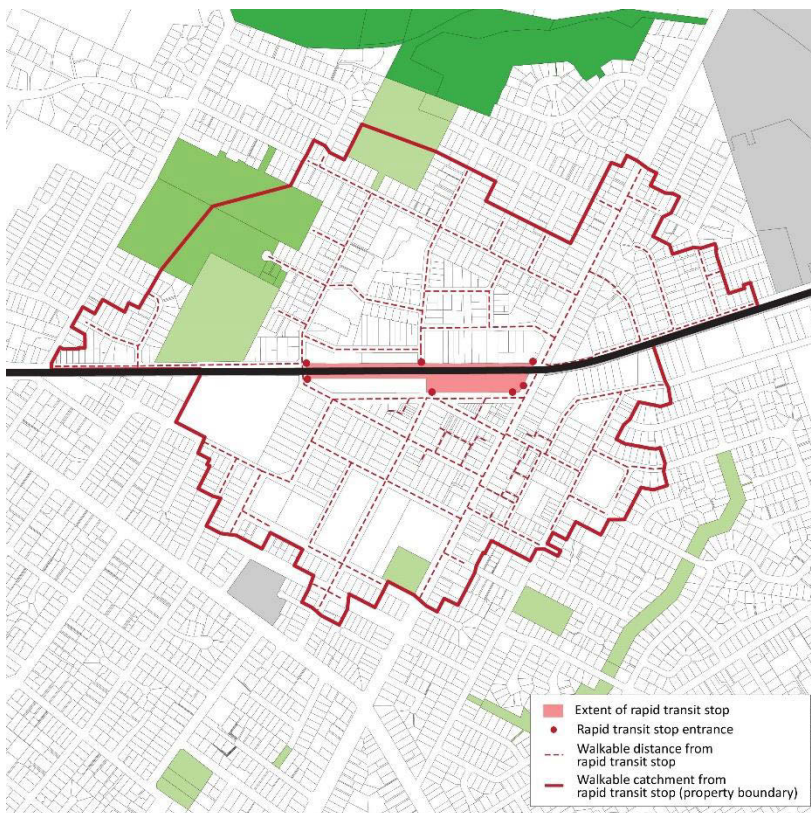 Extent of rapid transit stop
Rapid transit stop entrance
Walkable distance from
rapid transit stop
Walkable catchment from
rapid transit stop (property boundary)